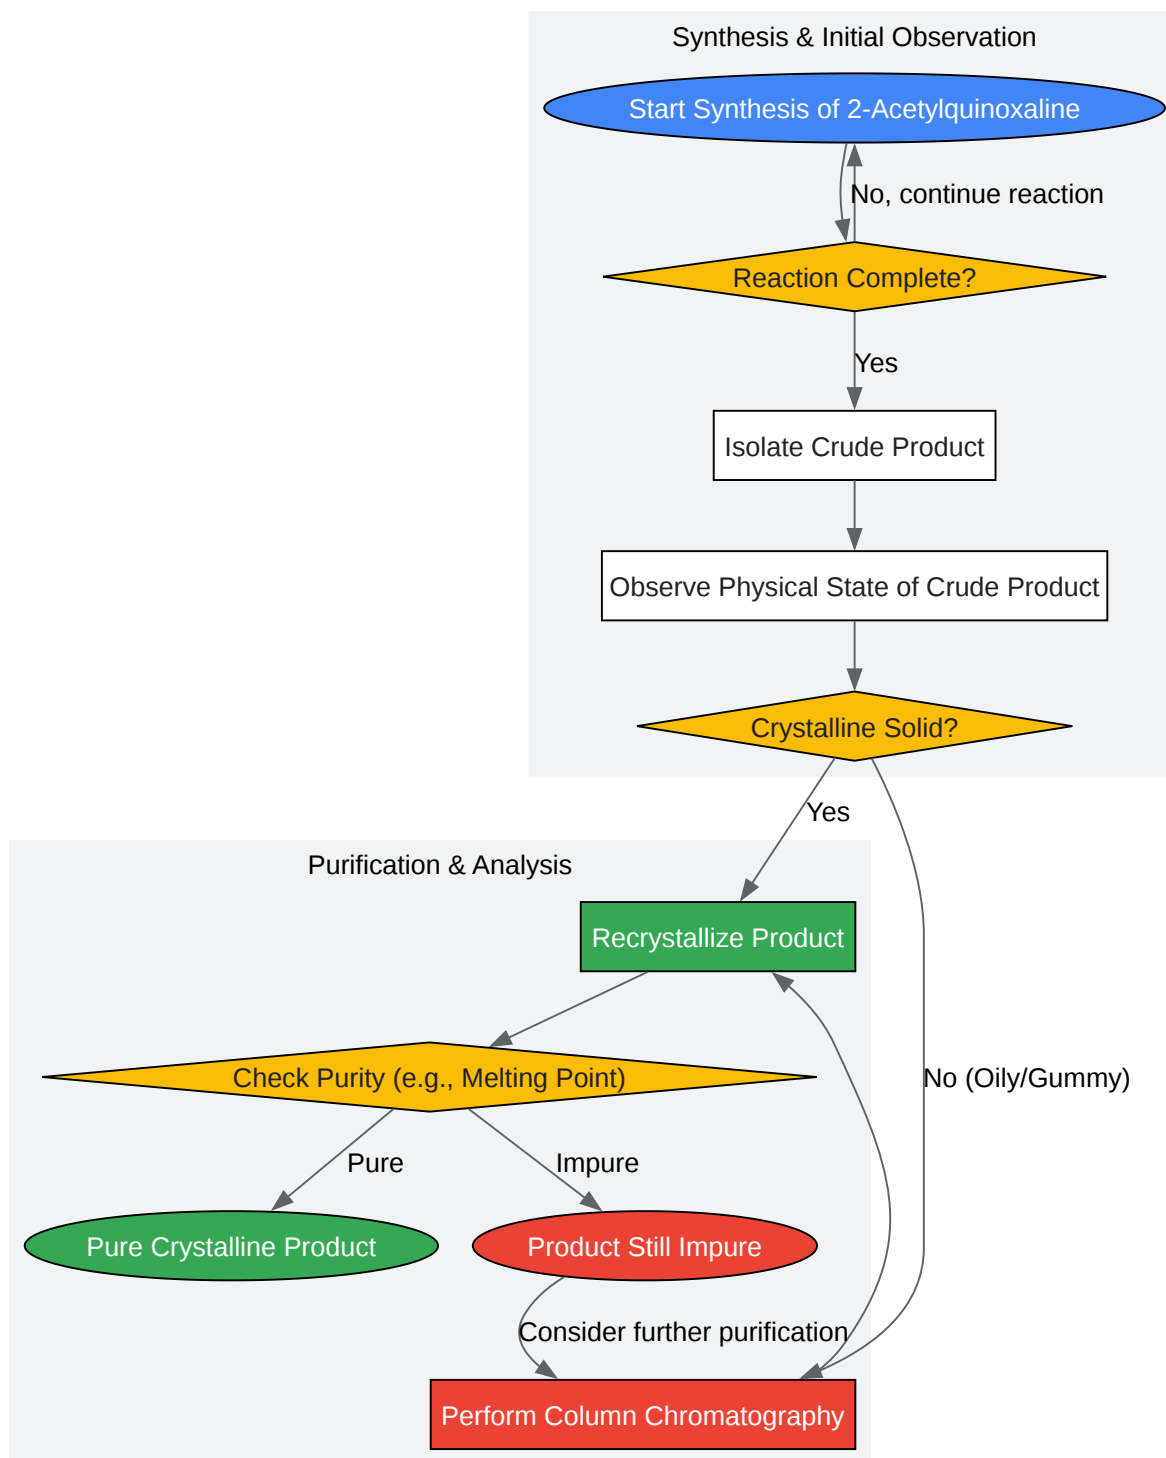 Synthesis & Initial Observation
Start Synthesis of 2-Acetylquinoxaline
No, continue reaction
Reaction Complete?
Yes
Isolate Crude Product
Observe Physical State of Crude Product
Crystalline Solid?
Yes
Purification & Analysis
Recrystallize Product
Check Purity (e.g., Melting Point)
No (Oily/Gummy)
Pure
Impure
Pure Crystalline Product
Product Still Impure
Consider further purification
Perform Column Chromatography